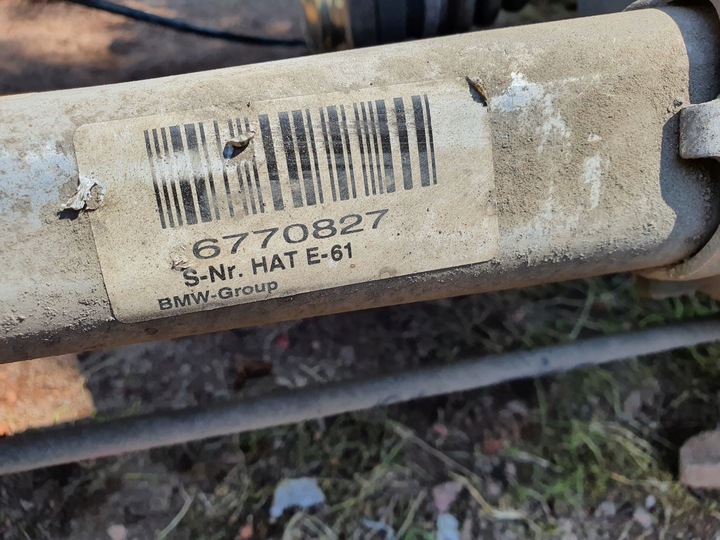 6770827
S-Nr. HAT E-61
BMW-Group